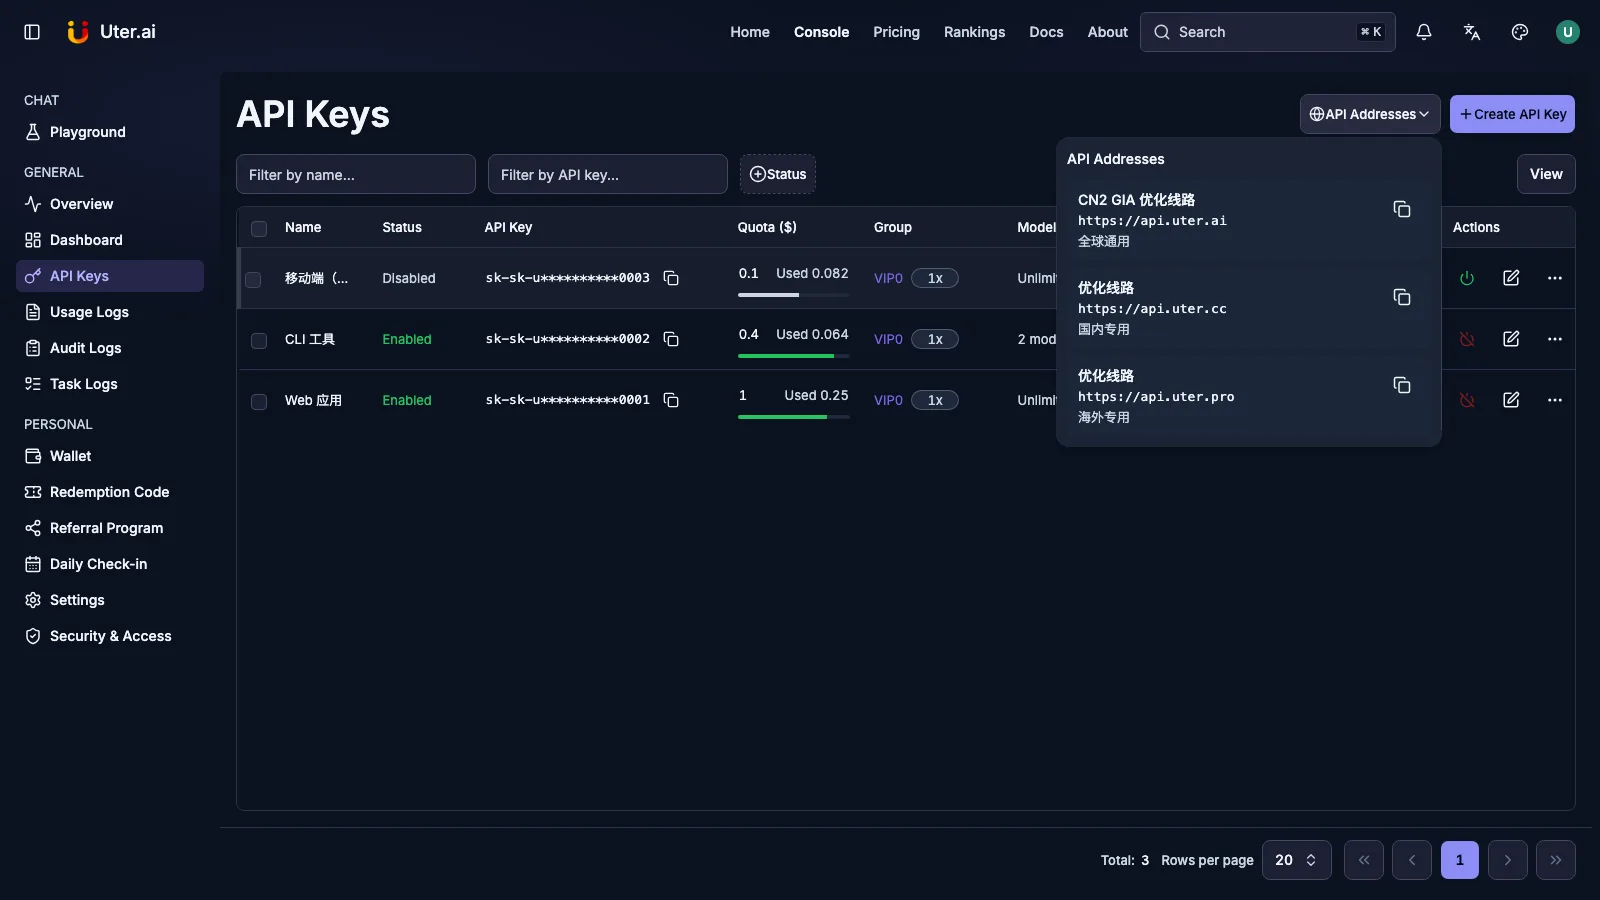 Uter.ai
Home Console Pricing Rankings Docs About Search ⌘ K U
CHAT
Playground
GENERAL
Overview
Dashboard
API Keys
Usage Logs
Audit Logs
Task Logs
PERSONAL
Wallet
Redemption Code
Referral Program
Daily Check-in
Settings
Security & Access
API Keys
API Addresses
+ Create API Key
Filter by name... Filter by API key... Status View
Name Status API Key Quota ($) Group Model Actions
移动端（... Disabled sk-sk-u**********0003 0.1 Used 0.082 VIP0 1x Unlimit
CLI 工具 Enabled sk-sk-u**********0002 0.4 Used 0.064 VIP0 1x 2 mod
Web 应用 Enabled sk-sk-u**********0001 1 Used 0.25 VIP0 1x Unlimit
API Addresses
CN2 GIA 优化线路
https://api.uter.ai
全球通用
优化线路
https://api.uter.cc
国内专用
优化线路
https://api.uter.pro
海外专用
Total: 3 Rows per page 20 1